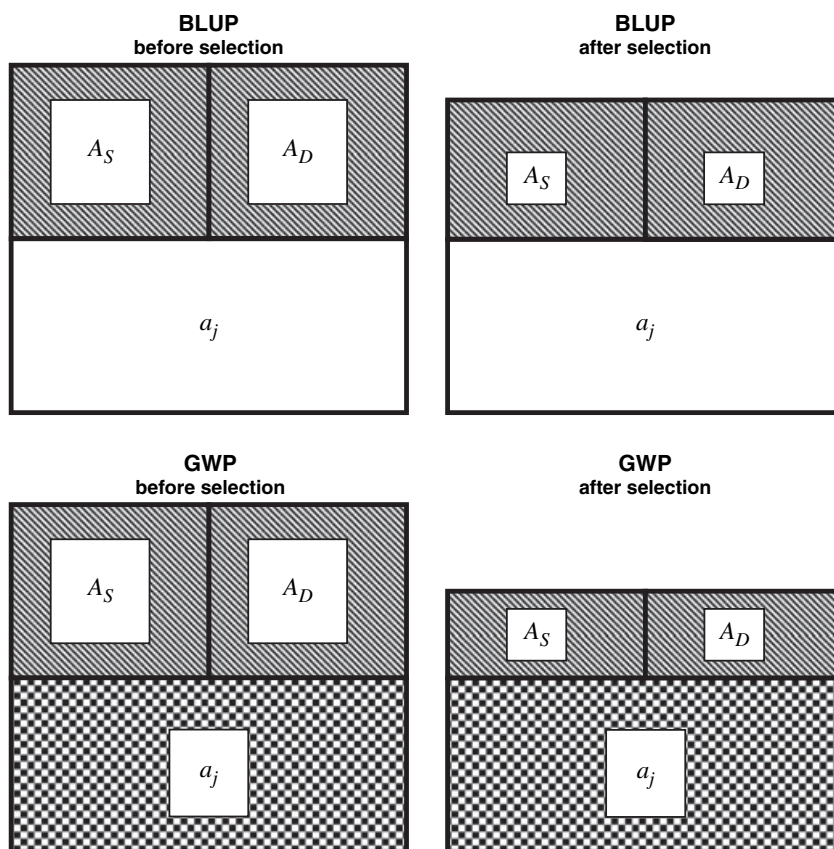 BLUP
before selection
BLUP
after selection
A_S
A_D
A_S
A_D
a_j
a_j
GWP
before selection
GWP
after selection
A_S
A_D
A_S
A_D
a_j
a_j